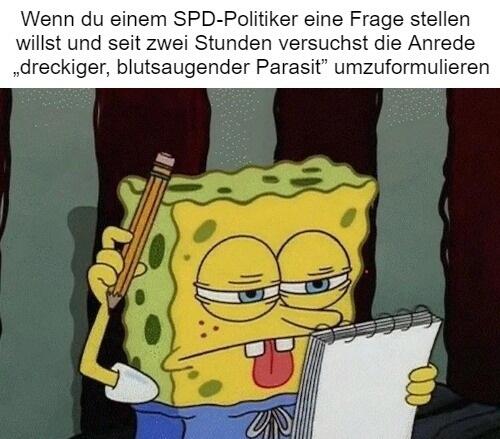 Wenn du einem SPD-Politiker eine Frage stellen
willst und seit zwei Stunden versuchst die Anrede
„dreckiger, blutsaugender Parasit” umzuformulieren